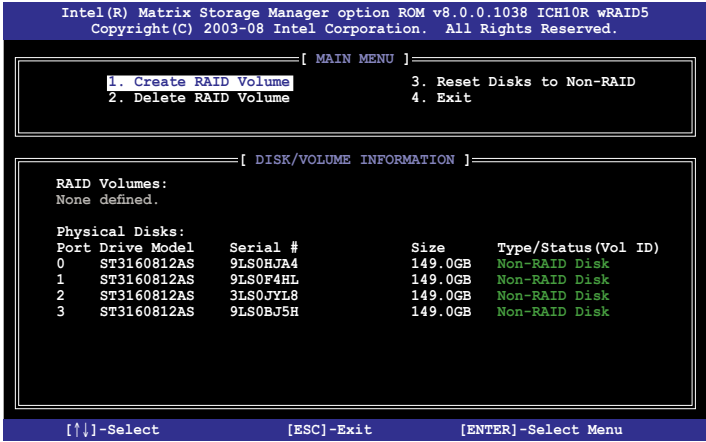 Intel(R) Matrix Storage Manager option ROM v8.0.0.1038 ICH10R wRAID5
Copyright(C) 2003-08 Intel Corporation. All Rights Reserved.
[ MAIN MENU ]
1. Create RAID Volume 3. Reset Disks to Non-RAID
2. Delete RAID Volume 4. Exit
[ DISK/VOLUME INFORMATION ]
RAID Volumes:
None defined.
Physical Disks:
Port Drive Model Serial # Size Type/Status(Vol ID)
0 ST3160812AS 9LS0HJA4 149.0GB Non-RAID Disk
1 ST3160812AS 9LS0F4HL 149.0GB Non-RAID Disk
2 ST3160812AS 3LS0JYL8 149.0GB Non-RAID Disk
3 ST3160812AS 9LS0BJ5H 149.0GB Non-RAID Disk
[↑↓]-Select [ESC]-Exit [ENTER]-Select Menu